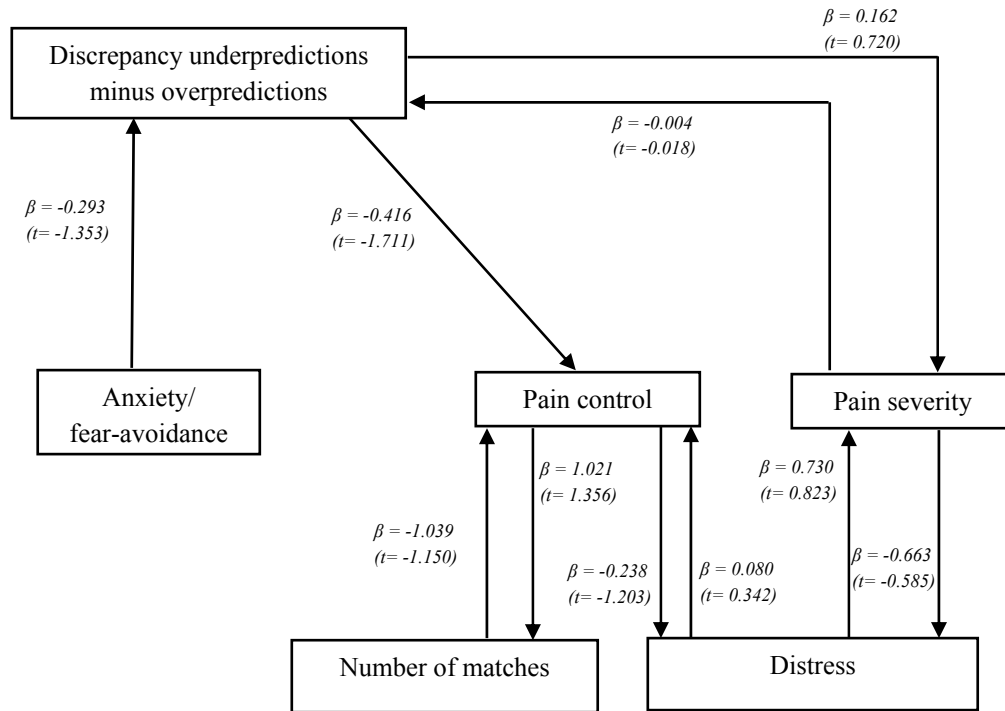 β = 0.162
(t= 0.720)
Discrepancy underpredictions
minus overpredictions
β = -0.004
(t= -0.018)
β = -0.293
(t= -1.353)
β = -0.416
(t= -1.711)
Anxiety/
fear-avoidance
Pain control
Pain severity
β = 1.021
(t= 1.356)
β = 0.730
(t= 0.823)
β = -1.039
(t= -1.150)
β = -0.238
(t= -1.203)
β = 0.080
(t= 0.342)
β = -0.663
(t= -0.585)
Number of matches
Distress